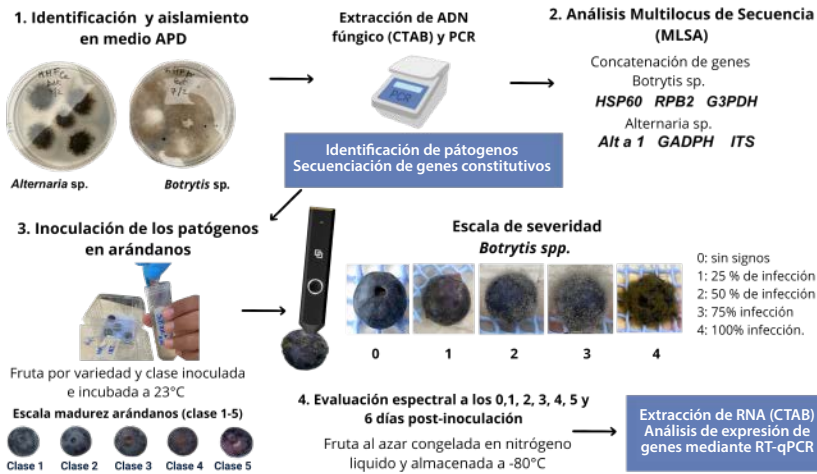 1. Identificación y aislamiento
en medio APD
Alternaria sp.
Botrytis sp.
Extracción de ADN
fúngico (CTAB) y PCR
PCR
2. Análisis Multilocus de Secuencia
(MLSA)
Concatenación de genes
Botrytis sp.
HSP60 RPB2 G3PDH
Alternaria sp.
Alt a 1 GADPH ITS
Identificación de pátogenos
Secuenciación de genes constitutivos
3. Inoculación de los patógenos
en arándanos
Fruta por variedad y clase inoculada
e incubada a 23°C
Escala madurez arándanos (clase 1-5)
Clase 1 Clase 2 Clase 3 Clase 4 Clase 5
Escala de severidad
Botrytis spp.
0 1 2 3 4
0: sin signos
1: 25 % de infección
2: 50 % de infección
3: 75% infección
4: 100% infección.
4. Evaluación espectral a los 0,1, 2, 3, 4, 5 y
6 días post-inoculación
Fruta al azar congelada en nitrógeno
liquido y almacenada a -80°C
Extracción de RNA (CTAB)
Análisis de expresión de
genes mediante RT-qPCR